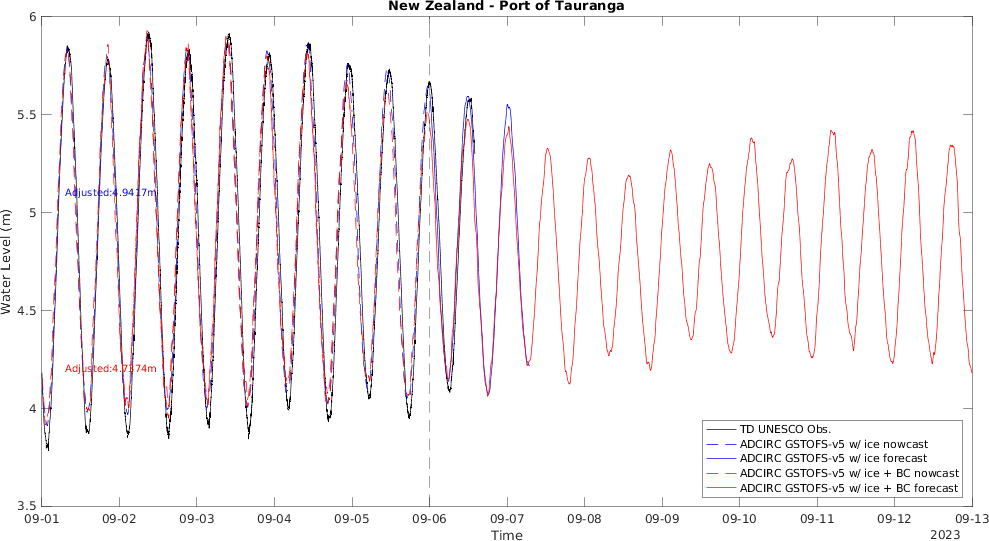 New Zealand - Port of Tauranga
6
5.5
5
4.5
4
3.5
Water Level (m)
Adjusted:4.9417m
Adjusted:4.7374m
TD UNESCO Obs.
ADCIRC GSTOFS-v5 w/ ice nowcast
ADCIRC GSTOFS-v5 w/ ice forecast
ADCIRC GSTOFS-v5 w/ ice + BC nowcast
ADCIRC GSTOFS-v5 w/ ice + BC forecast
09-01 09-02 09-03 09-04 09-05 09-06 09-07 09-08 09-09 09-10 09-11 09-12 09-13
Time
2023